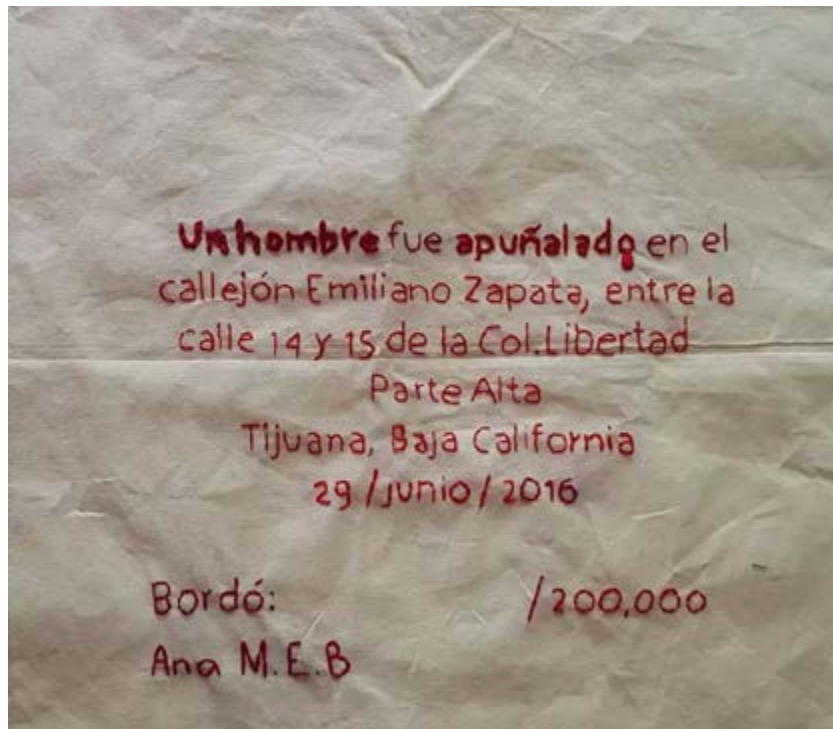 Un hombre fue apuñalado en el
callejón Emiliano Zapata, entre la
calle 14 y 15 de la Col.Libertad
Parte Alta
Tijuana, Baja California
29/junio/2016
Bordó: /200,000
Ana M.E.B